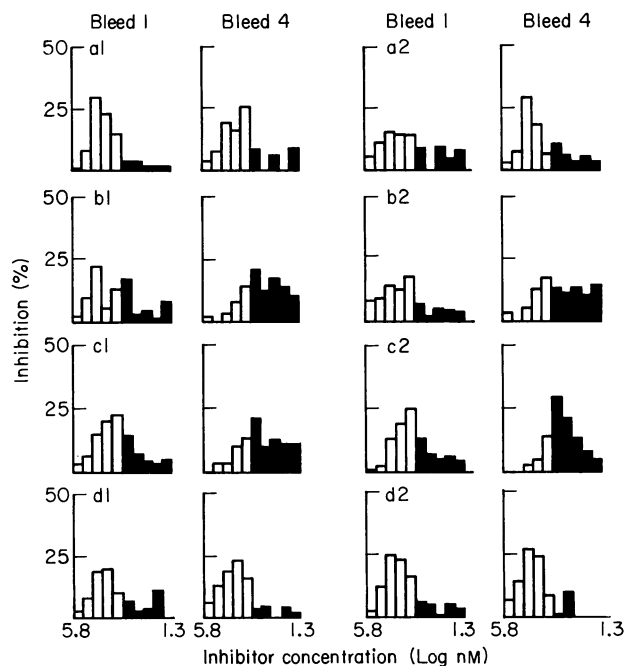 Bleed 1 Bleed 4 Bleed 1 Bleed 4
50 a1 a2
25
50 b1 b2
25
50 c1 c2
25
50 d1 d2
25
5.8 1.3 5.8 1.3 5.8 1.3 5.8 1.3
Inhibition (%)
Inhibitor concentration (Log nM)